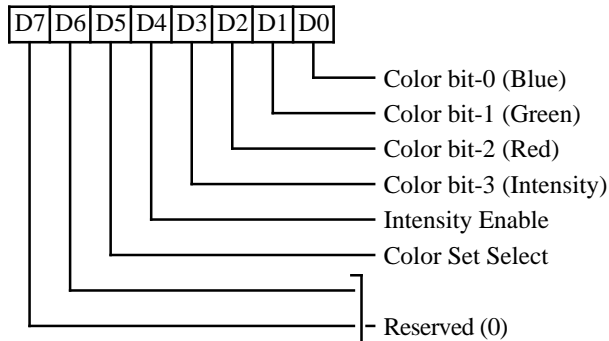 D7 D6 D5 D4 D3 D2 D1 D0
Color bit-0 (Blue)
Color bit-1 (Green)
Color bit-2 (Red)
Color bit-3 (Intensity)
Intensity Enable
Color Set Select
Reserved (0)